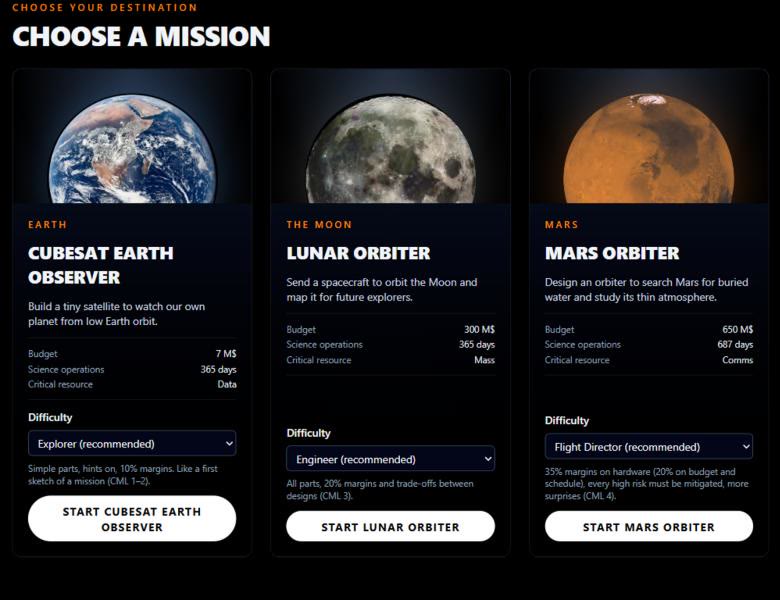 CHOOSE YOUR DESTINATION
CHOOSE A MISSION
EARTH
CUBESAT EARTH
OBSERVER
Build a tiny satellite to watch our own
planet from low Earth orbit.
Budget 7 M$
Science operations 365 days
Critical resource Data
Difficulty
Explorer (recommended)
Simple parts, hints on, 10% margins. Like a first
sketch of a mission (CML 1–2).
START CUBESAT EARTH
OBSERVER
THE MOON
LUNAR ORBITER
Send a spacecraft to orbit the Moon and
map it for future explorers.
Budget 300 M$
Science operations 365 days
Critical resource Mass
Difficulty
Engineer (recommended)
All parts, 20% margins and trade-offs between
designs (CML 3).
START LUNAR ORBITER
MARS
MARS ORBITER
Design an orbiter to search Mars for buried
water and study its thin atmosphere.
Budget 650 M$
Science operations 687 days
Critical resource Comms
Difficulty
Flight Director (recommended)
35% margins on hardware (20% on budget and
schedule), every high risk must be mitigated, more
surprises (CML 4).
START MARS ORBITER